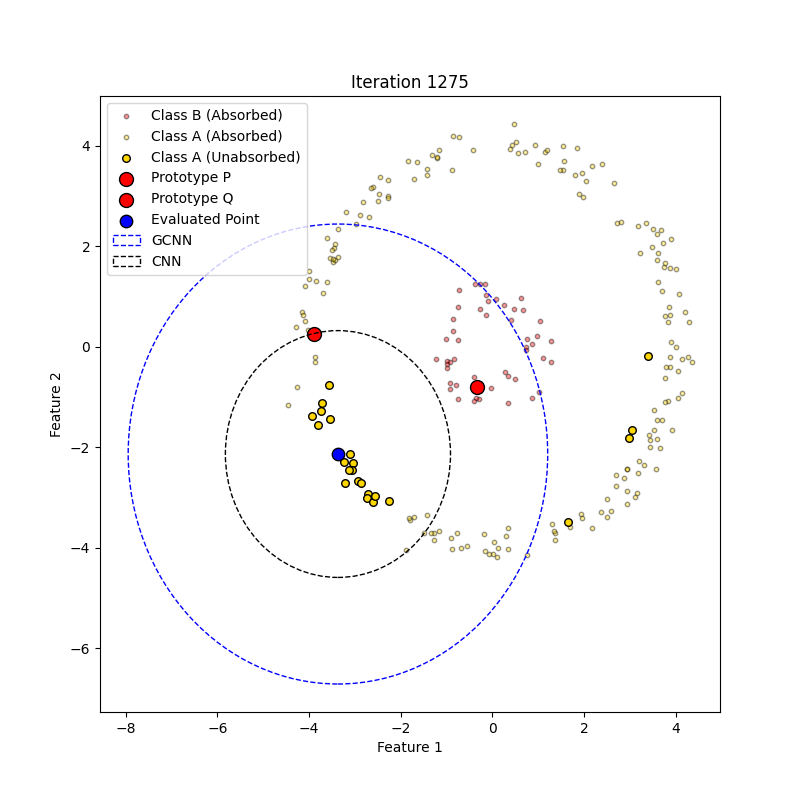 Iteration 1275
Class B (Absorbed)
Class A (Absorbed)
Class A (Unabsorbed)
Prototype P
Prototype Q
Evaluated Point
GCNN
CNN
4
2
0
−2
−4
−6
Feature 2
−8
−6
−4
−2
0
2
4
Feature 1